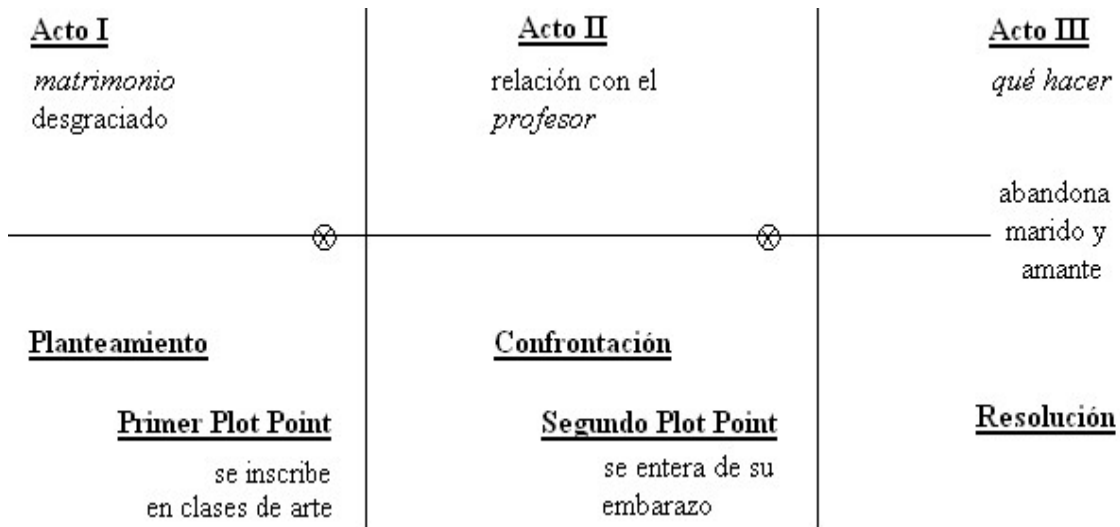 Acto I
matrimonio
desgraciado
Planteamiento
Primer Plot Point
se inscribe
en clases de arte
Acto II
relación con el
profesor
Confrontación
Segundo Plot Point
se entera de su
embarazo
Acto III
qué hacer
abandona
marido y
amante
Resolución